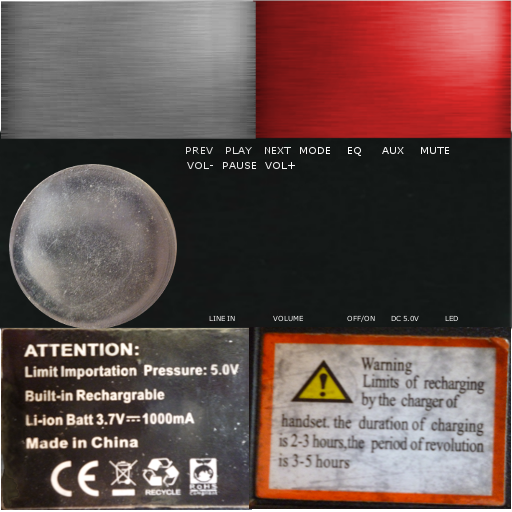 PREV PLAY NEXT MODE EQ AUX MUTE
VOL- PAUSE VOL+
LINE IN VOLUME OFF/ON DC 5.0V LED
ATTENTION:
Limit Importation Pressure: 5.0V
Built-in Rechargrable
Li-ion Batt 3.7V⎓1000mA
Made in China
CE
RECYCLE
RoHS
Warning
Limits of recharging
by the charger of
handset. the duration of charging
is 2-3 hours,the period of revolution
is 3-5 hours